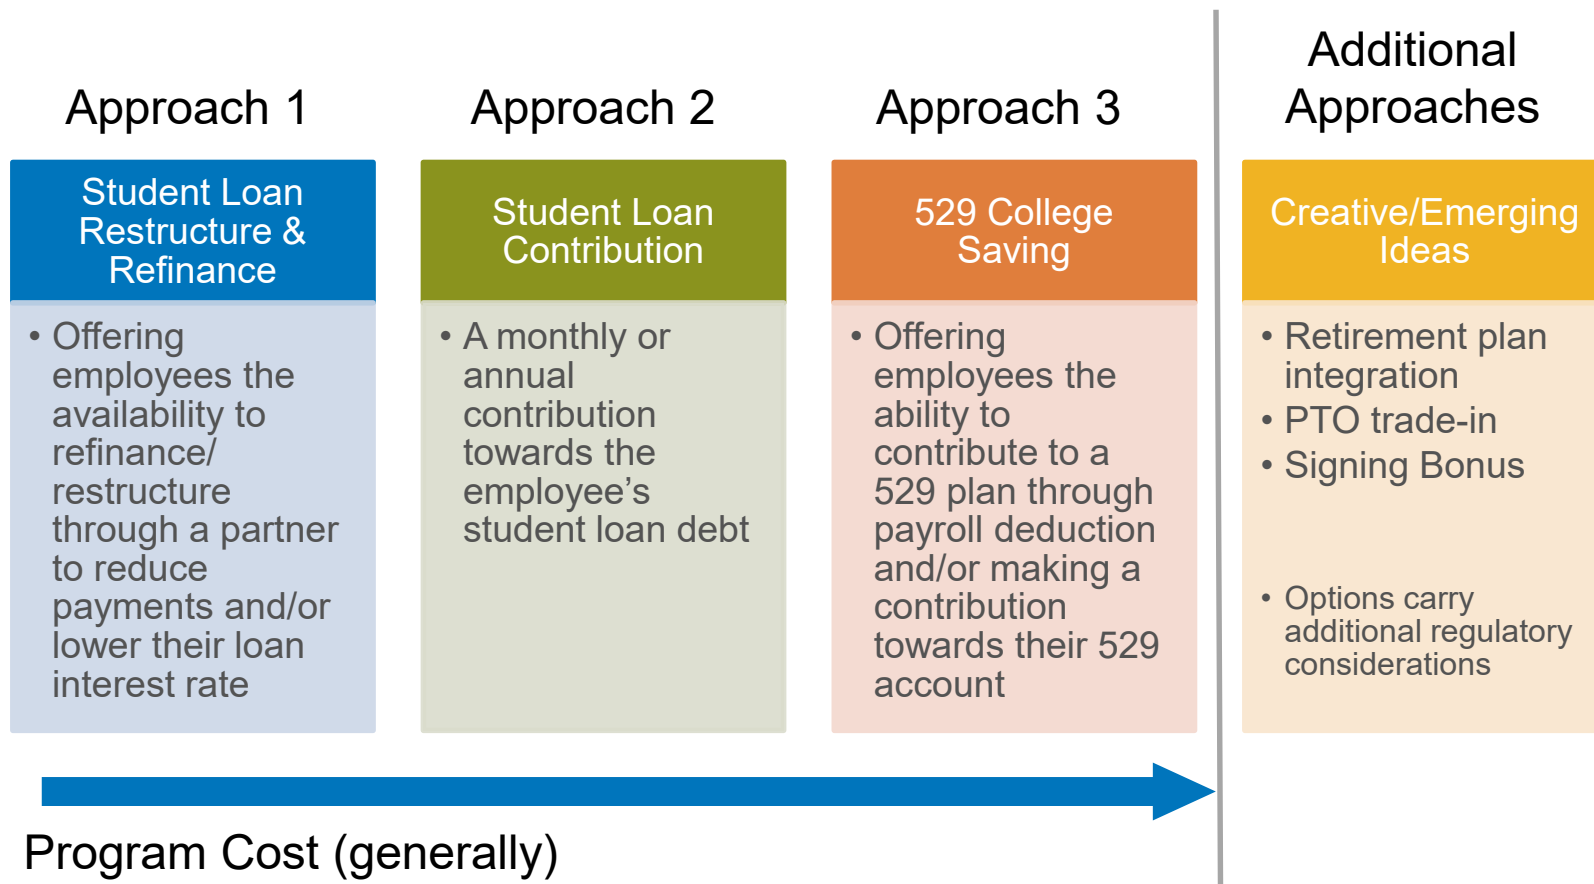 Approach 1
Student Loan
Restructure &
Refinance
• Offering
employees the
availability to
refinance/
restructure
through a partner
to reduce
payments and/or
lower their loan
interest rate
Approach 2
Student Loan
Contribution
• A monthly or
annual
contribution
towards the
employee’s
student loan debt
Approach 3
529 College
Saving
• Offering
employees the
ability to
contribute to a
529 plan through
payroll deduction
and/or making a
contribution
towards their 529
account
Additional
Approaches
Creative/Emerging
Ideas
• Retirement plan
integration
• PTO trade-in
• Signing Bonus
• Options carry
additional regulatory
considerations
Program Cost (generally)